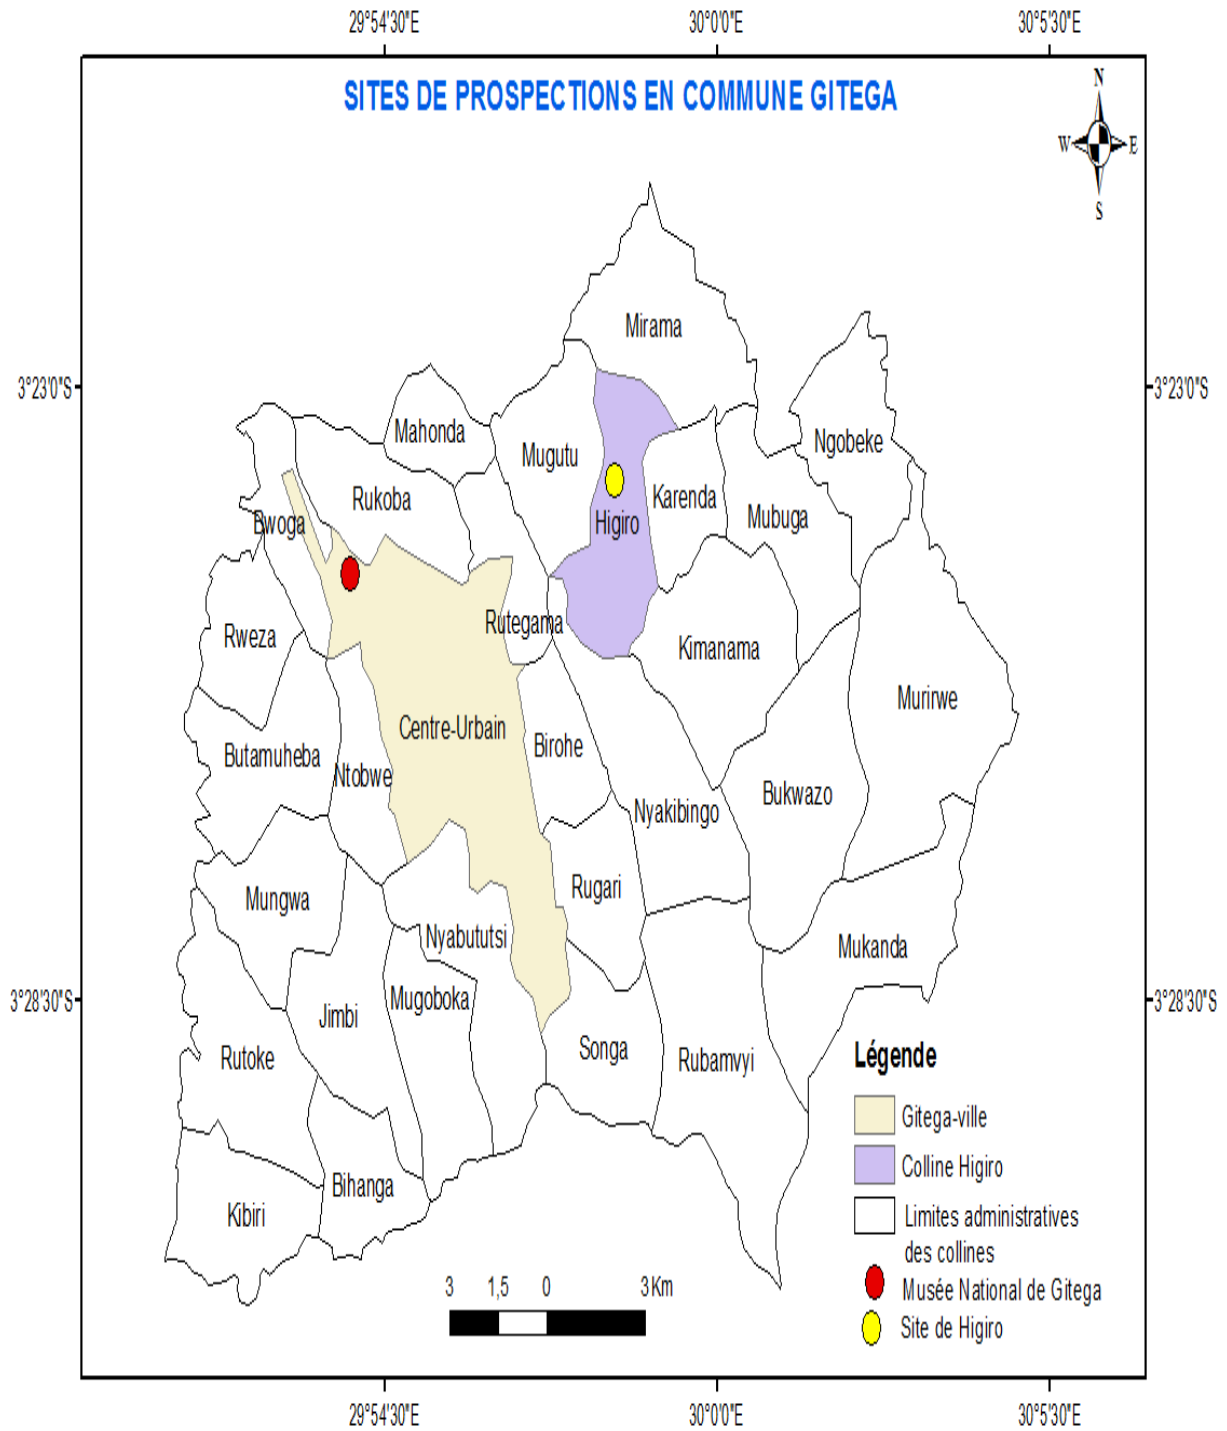 29°54'30"E 30°0'0"E 30°5'30"E
SITES DE PROSPECTIONS EN COMMUNE GITEGA
N
W E
S
Mirama
3°23'0"S 3°23'0"S
Mahonda
Ngobeke
Mugutu
Rukoba
Karenda
Mubuga
Bwoga
Higiro
Rutegama
Rweza
Kimanama
Murirwe
Centre-Urbain
Birohe
Butamuheba
Ntobwe
Bukwazo
Nyakibingo
Rugari
Mungwa
Nyabututsi
Mukanda
Mugoboka
3°28'30"S 3°28'30"S
Jimbi
Songa
Rutoke
Rubamvyi
Bihanga
Kibiri
Légende
Gitega-ville
Colline Higiro
Limites administratives
des collines
Musée National de Gitega
Site de Higiro
3 1,5 0 3 Km
29°54'30"E 30°0'0"E 30°5'30"E